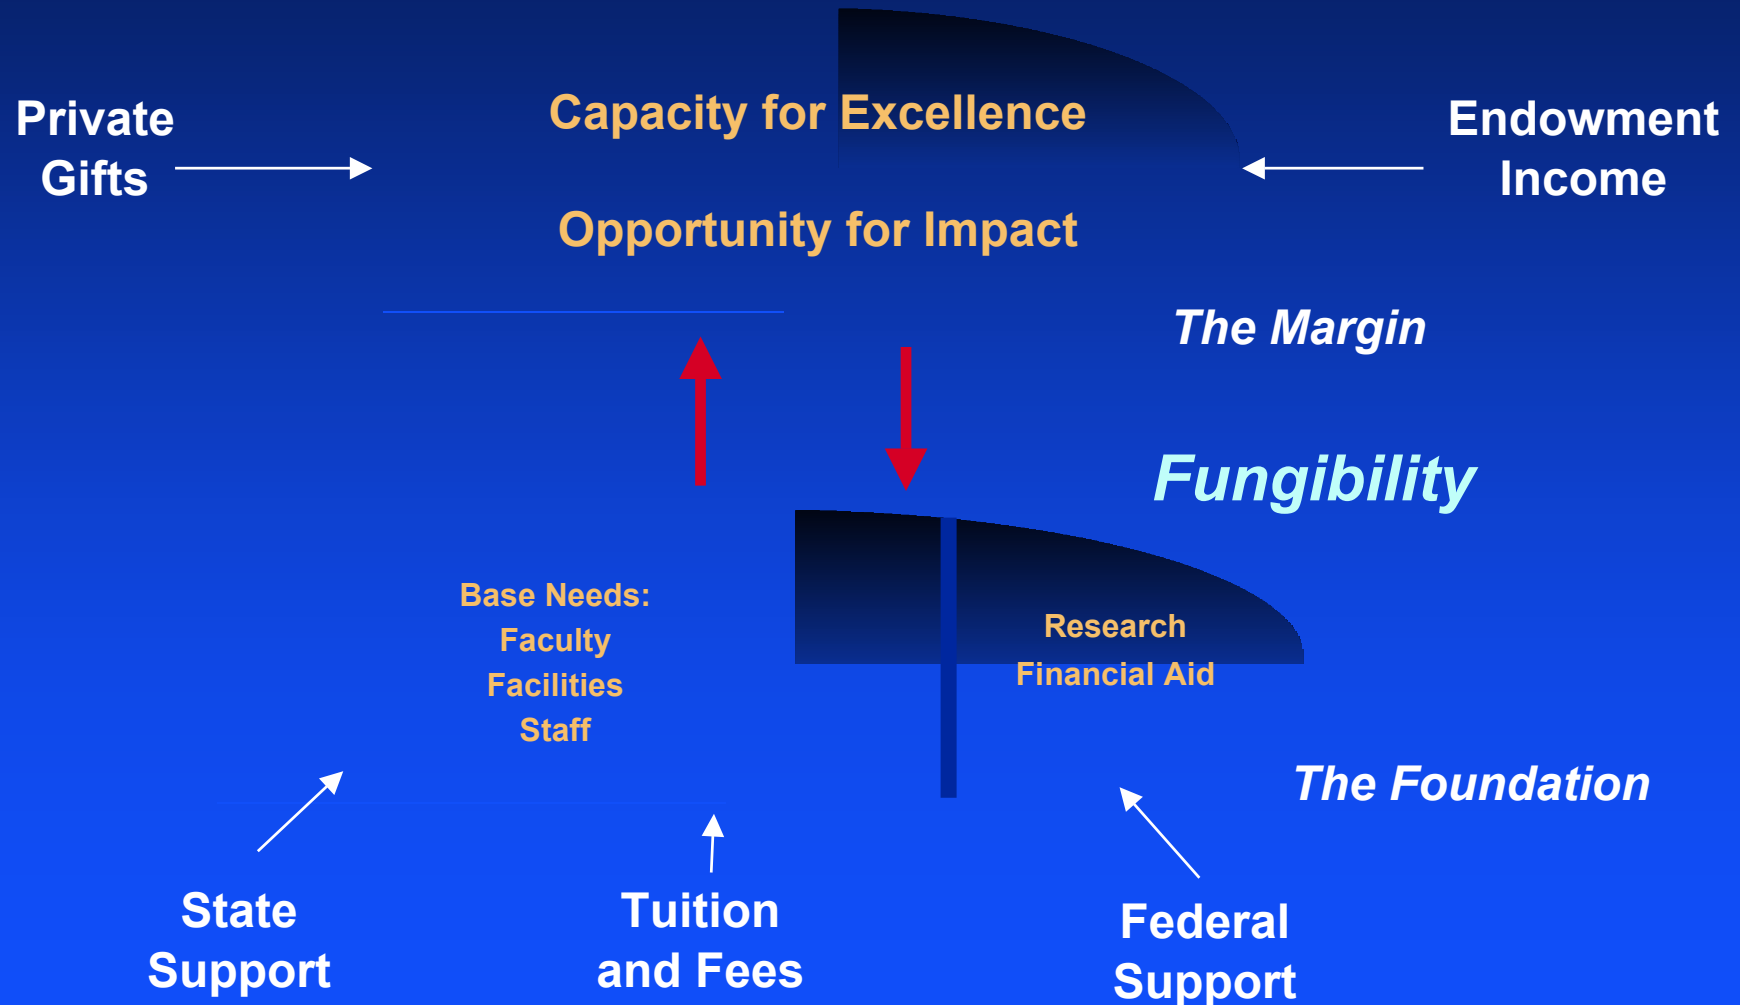 Private
Gifts
Capacity for Excellence
Opportunity for Impact
Endowment
Income
The Margin
Fungibility
Base Needs:
Faculty
Facilities
Staff
Research
Financial Aid
The Foundation
State
Support
Tuition
and Fees
Federal
Support